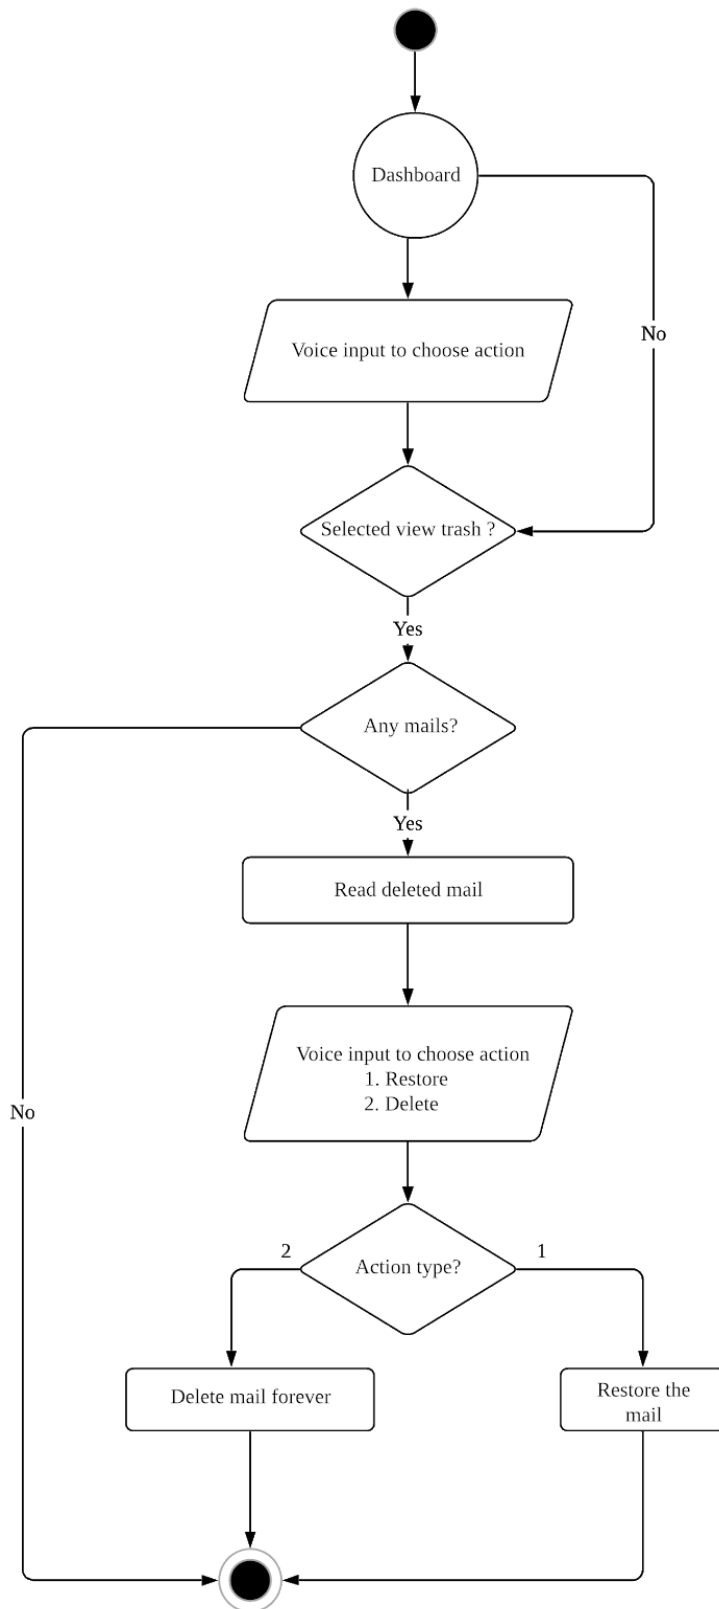 Dashboard
No
Voice input to choose action
Selected view trash ?
Yes
Any mails?
Yes
Read deleted mail
Voice input to choose action
1. Restore
2. Delete
No
2
1
Action type?
Delete mail forever
Restore the
mail